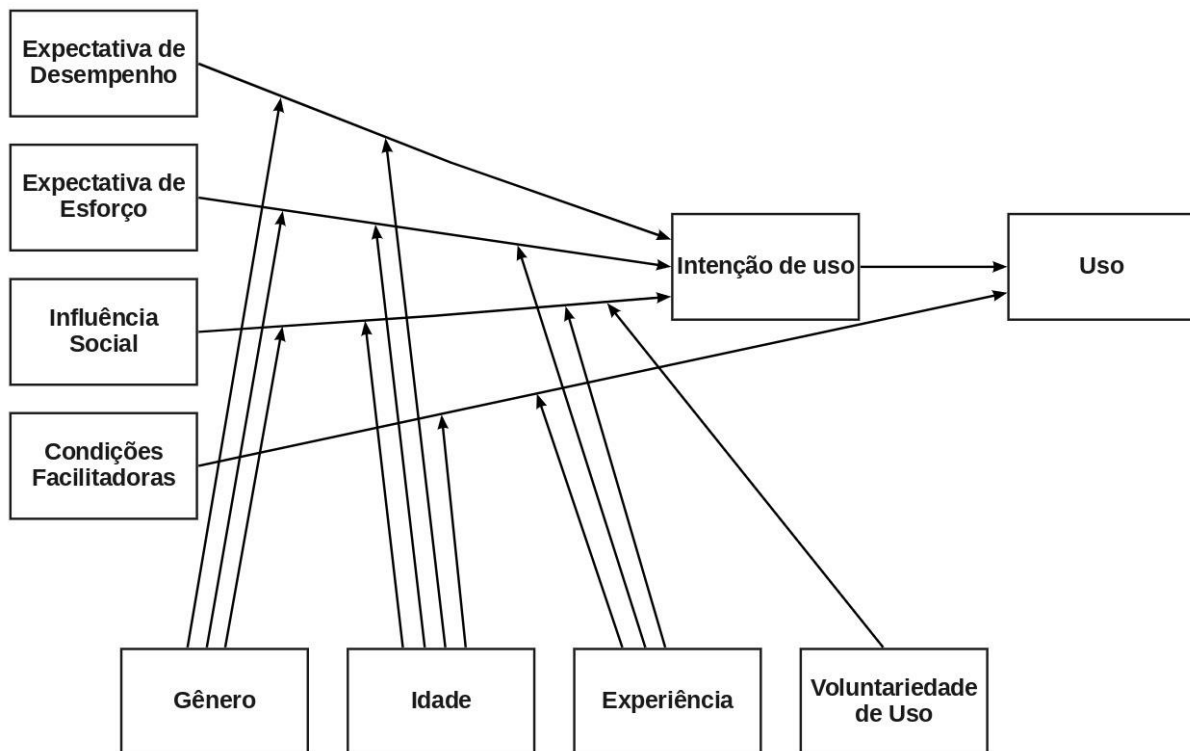 Expectativa de
Desempenho
Expectativa de
Esforço
Influência
Social
Condições
Facilitadoras
Intenção de uso
Uso
Gênero
Idade
Experiência
Voluntariedade
de Uso